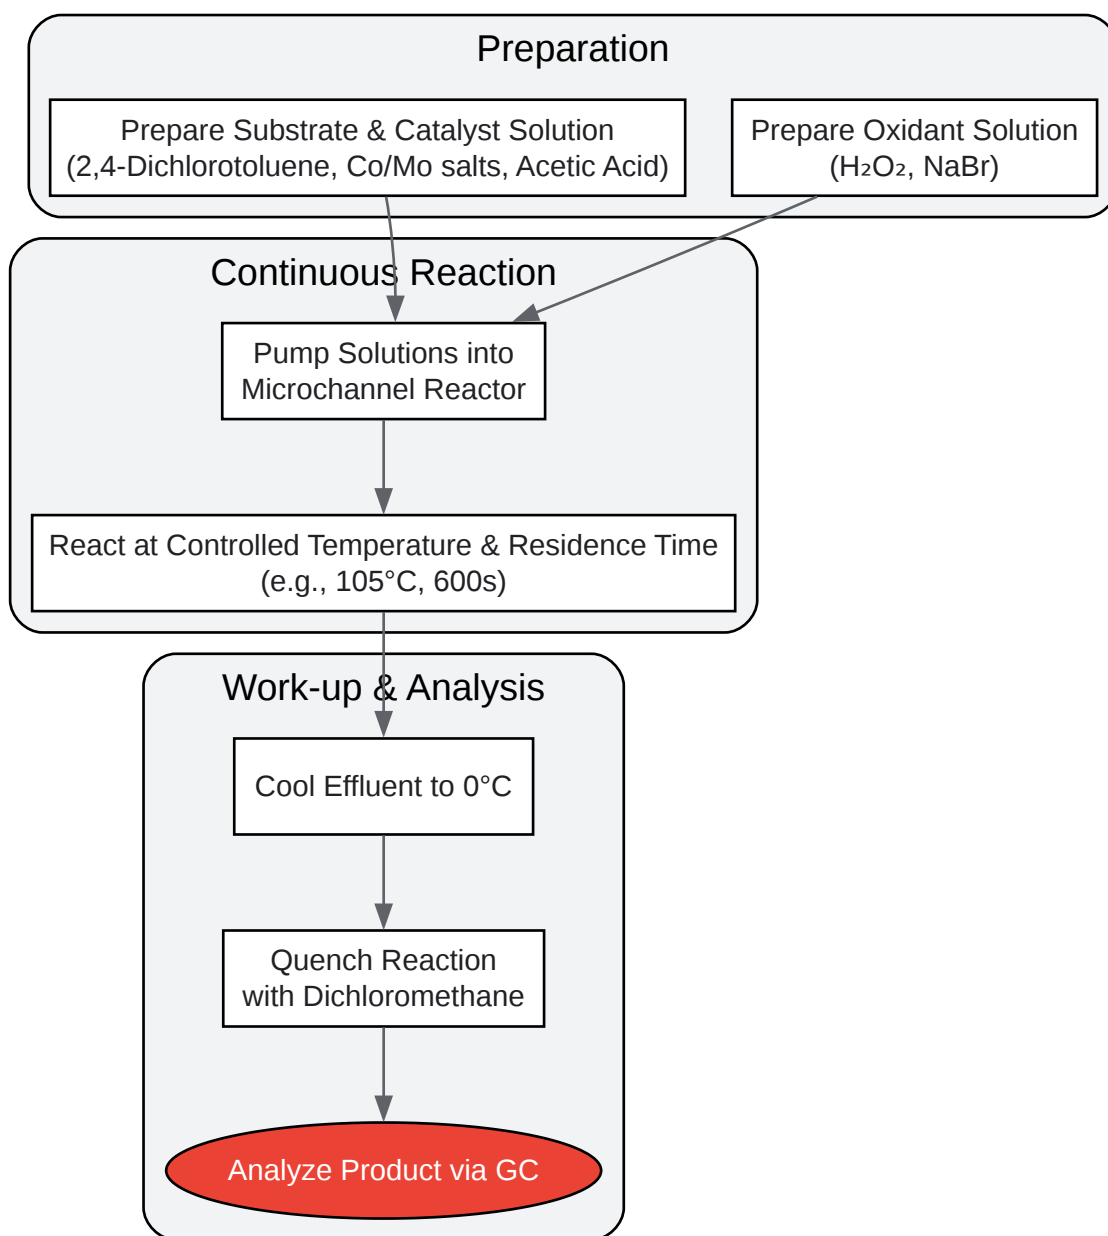 Preparation
Prepare Substrate & Catalyst Solution
(2,4-Dichlorotoluene, Co/Mo salts, Acetic Acid)
Prepare Oxidant Solution
(H₂O₂, NaBr)
Continuous Reaction
Pump Solutions into
Microchannel Reactor
React at Controlled Temperature & Residence Time
(e.g., 105°C, 600s)
Work-up & Analysis
Cool Effluent to 0°C
Quench Reaction
with Dichloromethane
Analyze Product via GC